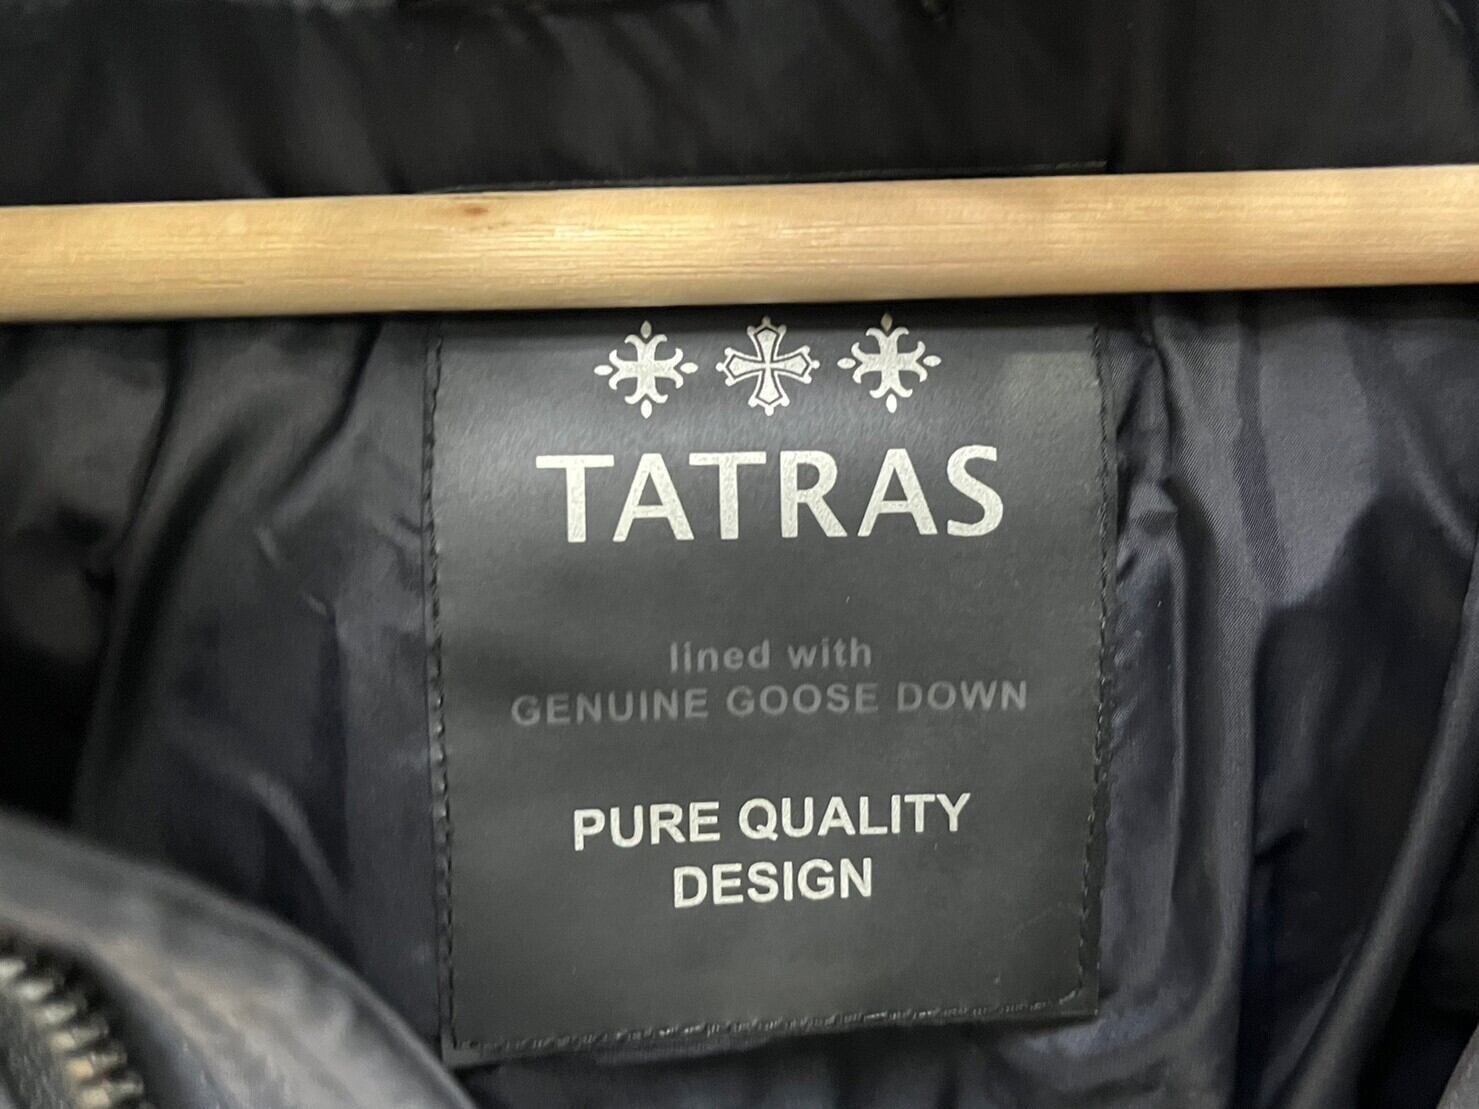 TATRAS
lined with
GENUINE GOOSE DOWN
PURE QUALITY
DESIGN